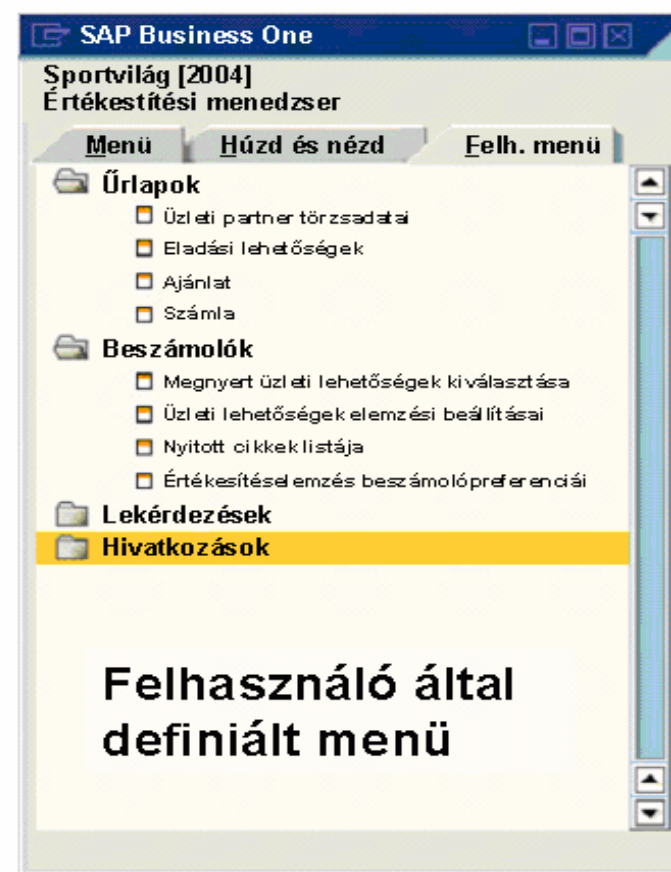 SAP Business One
Sportvilág [2004]
Értékestítési menedzser
Menü Húzd és nézd Felh. menü
Űrlapok
Üzleti partner törzsadatai
Eladási lehetőségek
Ajánlat
Számla
Beszámolók
Megnyert üzleti lehetőségek kiválasztása
Üzleti lehetőségek elemzési beállításai
Nyitott cikkek listája
Értékesítéselemzés beszámolópreferenciái
Lekérdezések
Hivatkozások
Felhasználó által
definiált menü